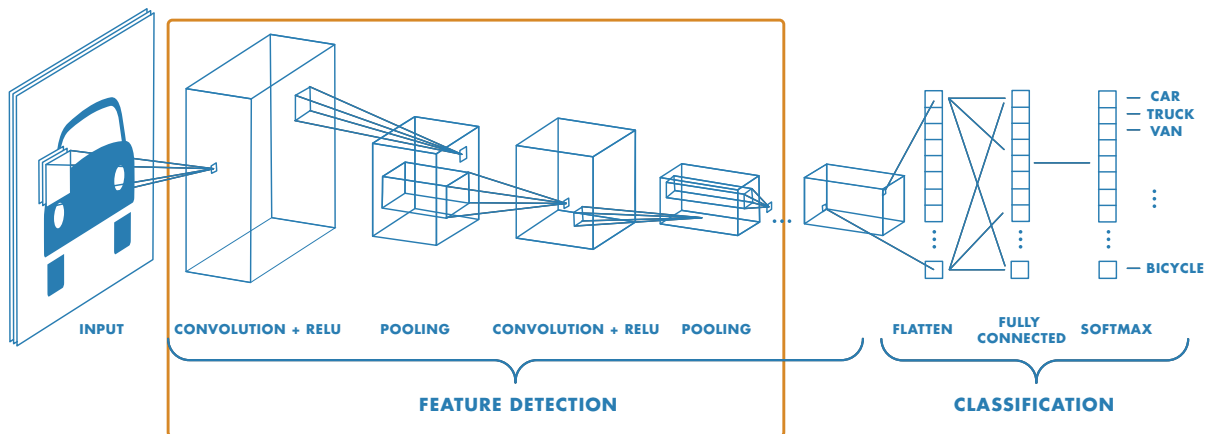 CAR
TRUCK
VAN
BICYCLE
INPUT
CONVOLUTION + RELU
POOLING
CONVOLUTION + RELU
POOLING
FLATTEN
FULLY
CONNECTED
SOFTMAX
FEATURE DETECTION
CLASSIFICATION